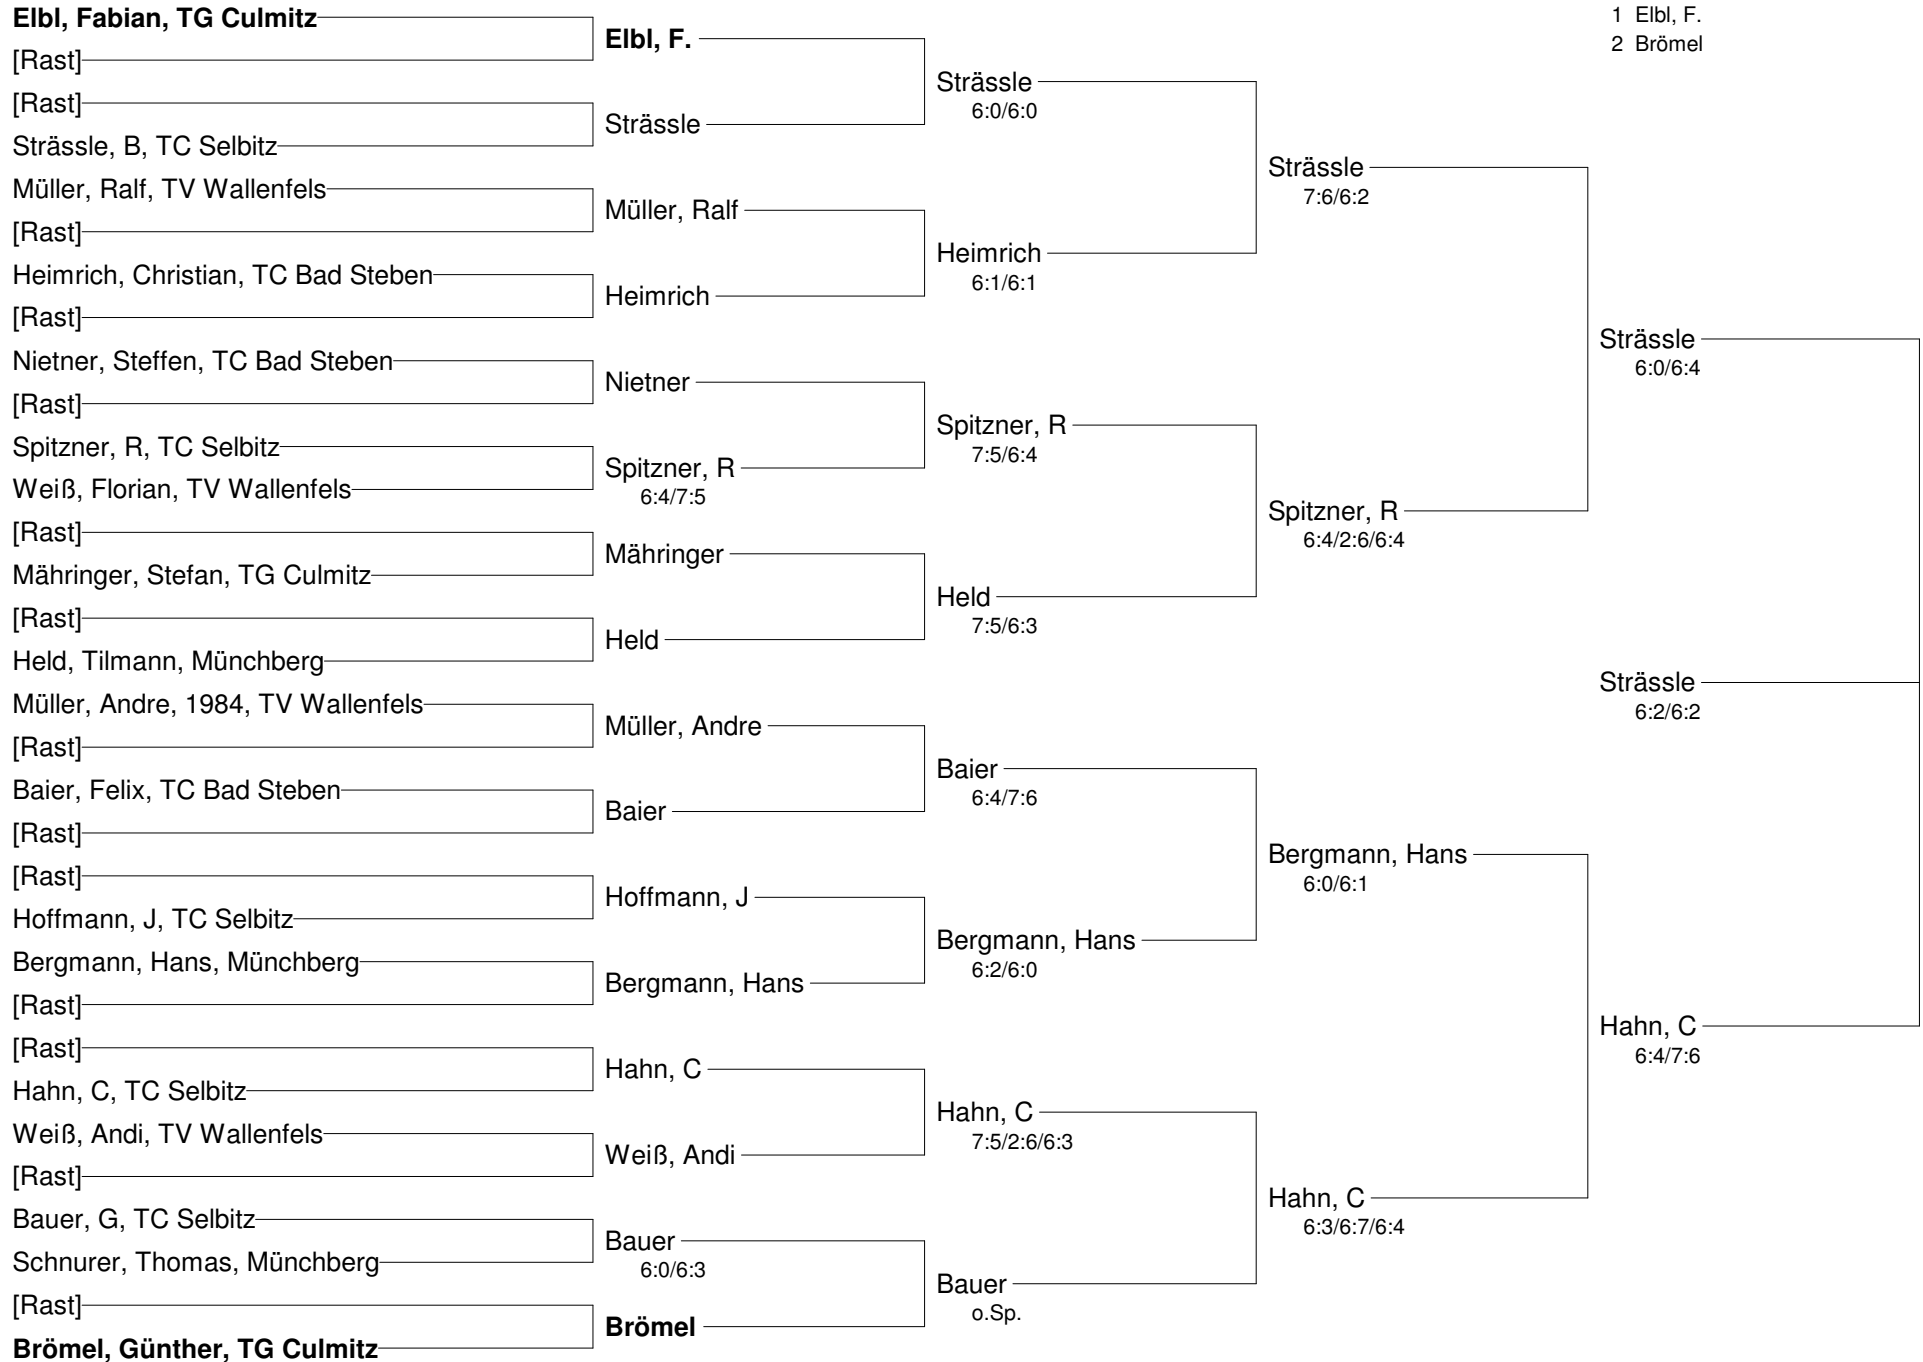 Elbl, Fabian, TG Culmitz
[Rast]
[Rast]
Strässle, B, TC Selbitz
Müller, Ralf, TV Wallenfels
[Rast]
Heimrich, Christian, TC Bad Steben
[Rast]
Nietner, Steffen, TC Bad Steben
[Rast]
Spitzner, R, TC Selbitz
Weiß, Florian, TV Wallenfels
[Rast]
Mähringer, Stefan, TG Culmitz
[Rast]
Held, Tilmann, Münchberg
Müller, Andre, 1984, TV Wallenfels
[Rast]
Baier, Felix, TC Bad Steben
[Rast]
[Rast]
Hoffmann, J, TC Selbitz
Bergmann, Hans, Münchberg
[Rast]
[Rast]
Hahn, C, TC Selbitz
Weiß, Andi, TV Wallenfels
[Rast]
Bauer, G, TC Selbitz
Schnurer, Thomas, Münchberg
[Rast]
Brömel, Günther, TG Culmitz
Elbl, F.
Strässle
Müller, Ralf
Heimrich
Nietner
Spitzner, R
6:4/7:5
Mähringer
Held
Müller, Andre
Baier
Hoffmann, J
Bergmann, Hans
Hahn, C
Weiß, Andi
Bauer
6:0/6:3
Brömel
Strässle
6:0/6:0
Heimrich
6:1/6:1
Spitzner, R
7:5/6:4
Held
7:5/6:3
Baier
6:4/7:6
Bergmann, Hans
6:2/6:0
Hahn, C
7:5/2:6/6:3
Bauer
o.Sp.
Strässle
7:6/6:2
Spitzner, R
6:4/2:6/6:4
Bergmann, Hans
6:0/6:1
Hahn, C
6:3/6:7/6:4
1 Elbl, F.
2 Brömel
Strässle
6:0/6:4
Strässle
6:2/6:2
Hahn, C
6:4/7:6